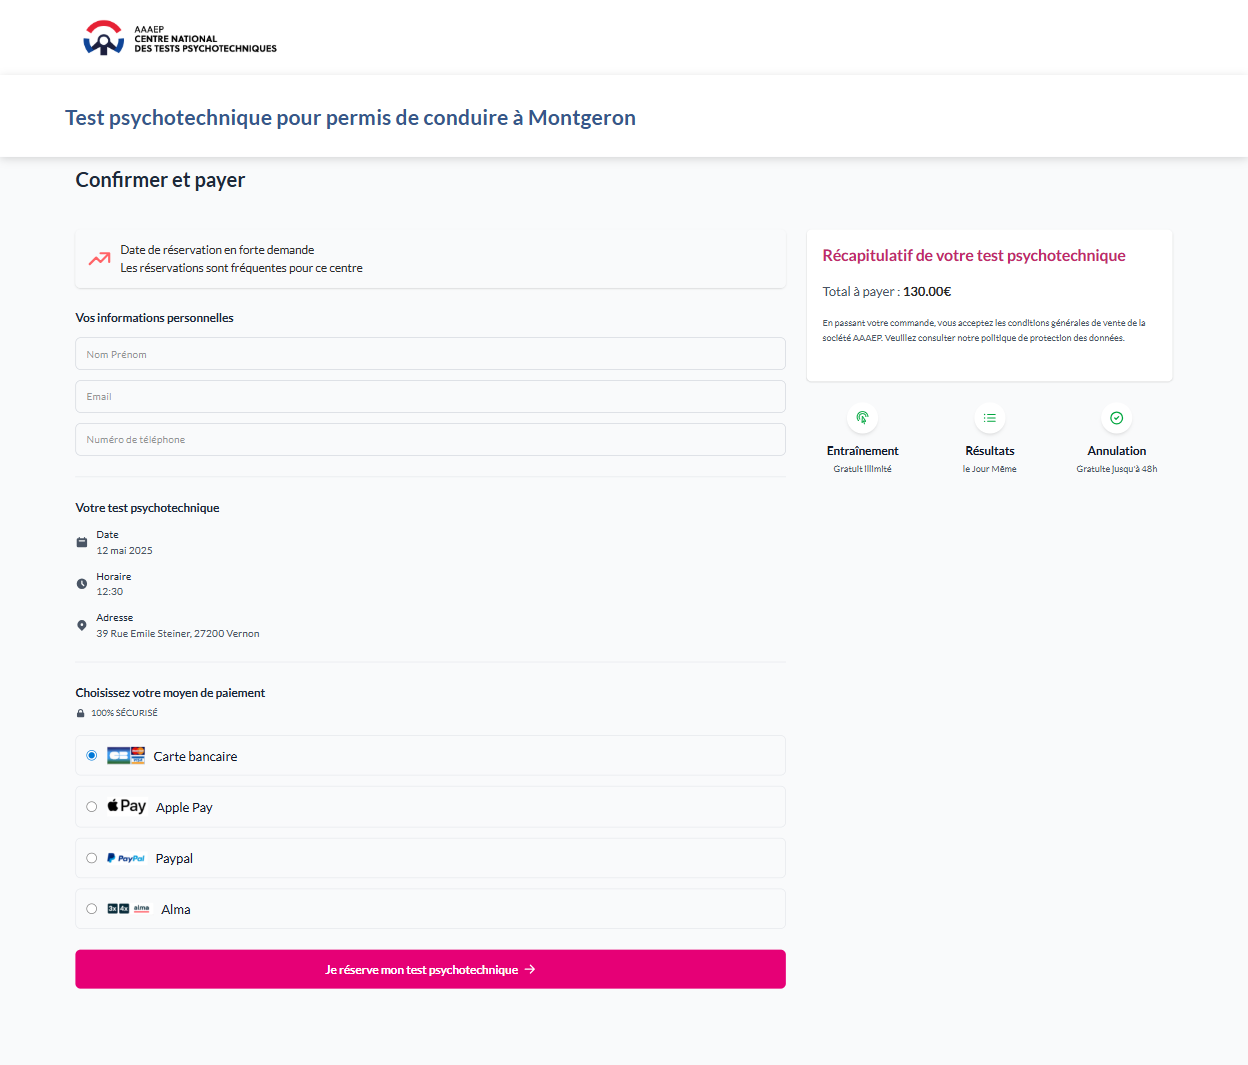 AAAEP
CENTRE NATIONAL
DES TESTS PSYCHOTECHNIQUES
Test psychotechnique pour permis de conduire à Montgeron
Confirmer et payer
Date de réservation en forte demande
Les réservations sont fréquentes pour ce centre
Vos informations personnelles
Nom Prénom
Email
Numéro de téléphone
Votre test psychotechnique
Date
12 mai 2025
Horaire
12:30
Adresse
39 Rue Emile Steiner, 27200 Vernon
Choisissez votre moyen de paiement
100% SÉCURISÉ
Carte bancaire
Pay Apple Pay
PayPal Paypal
3x 4x alma Alma
Je réserve mon test psychotechnique →
Récapitulatif de votre test psychotechnique
Total à payer : 130.00€
En passant votre commande, vous acceptez les conditions générales de vente de la
société AAAEP. Veuillez consulter notre politique de protection des données.
Entraînement
Gratuit Illimité
Résultats
le Jour Même
Annulation
Gratuite Jusqu'à 48h